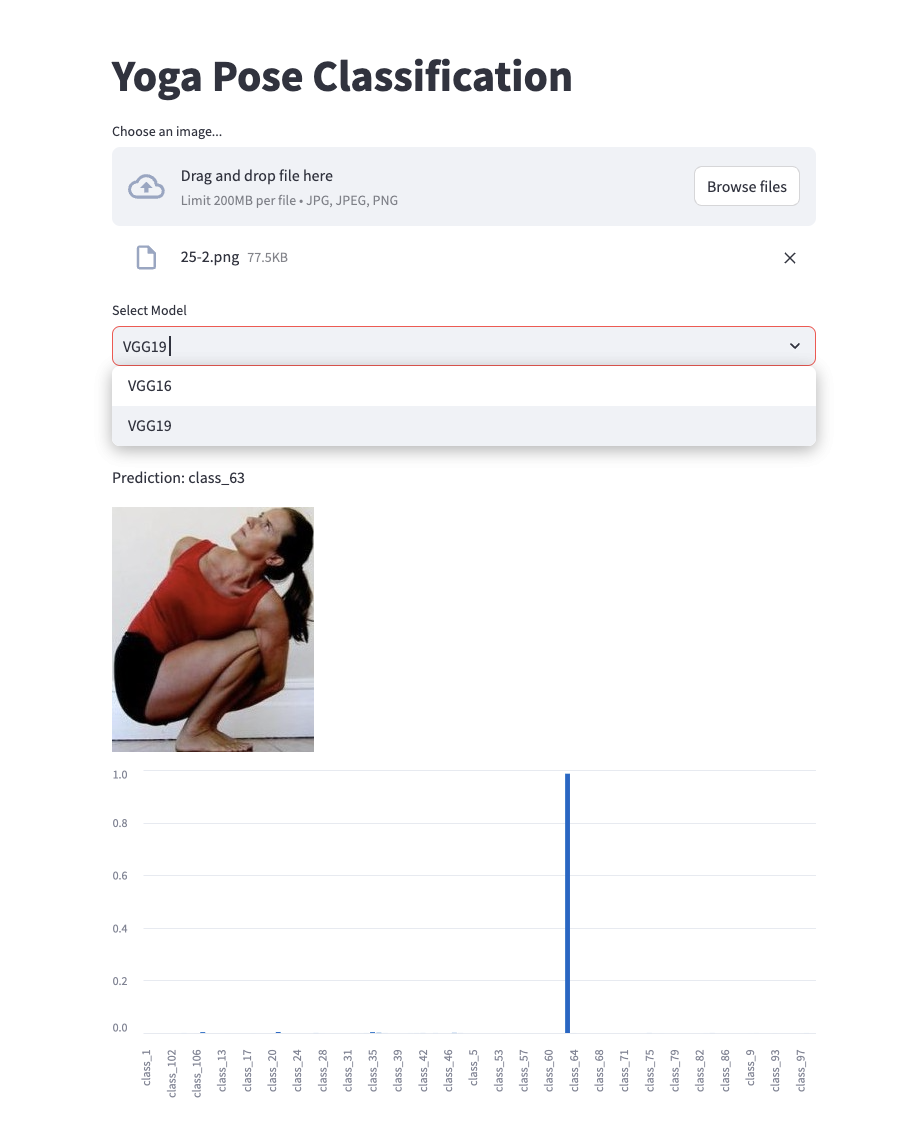 Yoga Pose Classification
Choose an image...
Drag and drop file here
Limit 200MB per file • JPG, JPEG, PNG
Browse files
25-2.png 77.5KB
Select Model
VGG19
VGG16
VGG19
Prediction: class_63
1.0
0.8
0.6
0.4
0.2
0.0
class_1
class_102
class_106
class_13
class_17
class_20
class_24
class_28
class_31
class_35
class_39
class_42
class_46
class_5
class_53
class_57
class_60
class_64
class_68
class_71
class_75
class_79
class_82
class_86
class_9
class_93
class_97